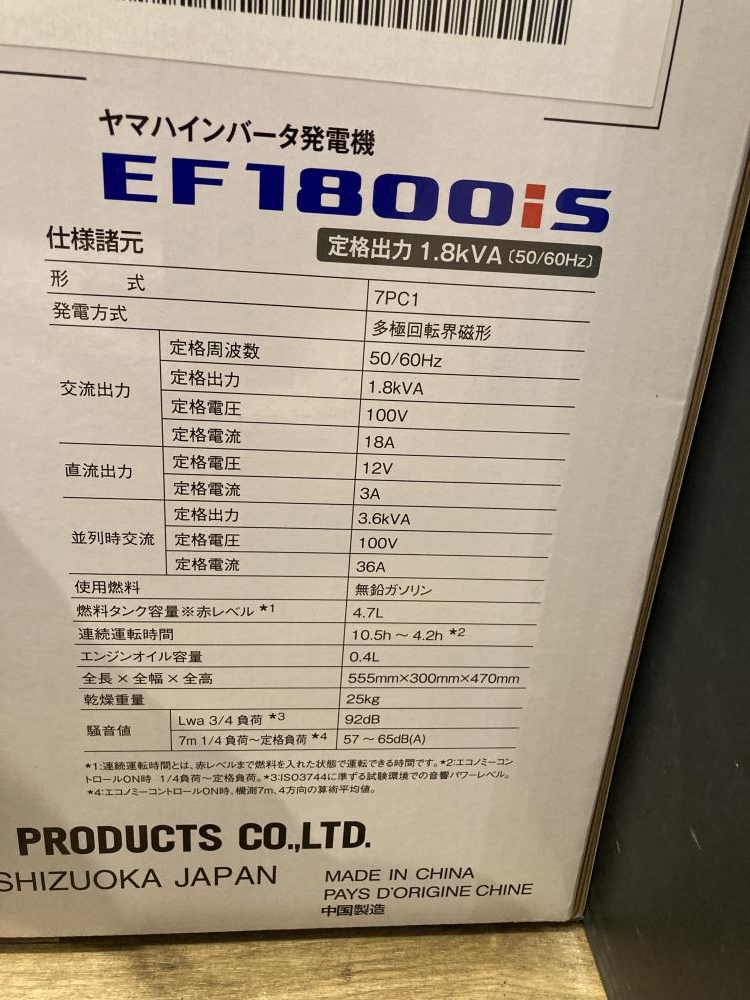 ヤマハインバータ発電機
EF1800iS
仕様諸元
定格出力 1.8kVA〔50/60Hz〕
形 式 7PC1
発電方式 多極回転界磁形
交流出力 定格周波数 50/60Hz
定格出力 1.8kVA
定格電圧 100V
定格電流 18A
直流出力 定格電圧 12V
定格電流 3A
並列時交流 定格出力 3.6kVA
定格電圧 100V
定格電流 36A
使用燃料 無鉛ガソリン
燃料タンク容量※赤レベル *1 4.7L
連続運転時間 10.5h～4.2h *2
エンジンオイル容量 0.4L
全長×全幅×全高 555mm×300mm×470mm
乾燥重量 25kg
騒音値 Lwa 3/4 負荷 *3 92dB
7m 1/4 負荷～定格負荷 *4 57～65dB(A)
*1:連続運転時間とは、赤レベルまで燃料を入れた状態で運転できる時間です。*2:エコノミーコン
トロールON時 1/4負荷～定格負荷。*3:ISO3744に準ずる試験環境での音響パワーレベル。
*4:エコノミーコントロールON時、機測7m、4方向の算術平均値。
PRODUCTS CO.,LTD.
SHIZUOKA JAPAN
MADE IN CHINA
PAYS D'ORIGINE CHINE
中国製造